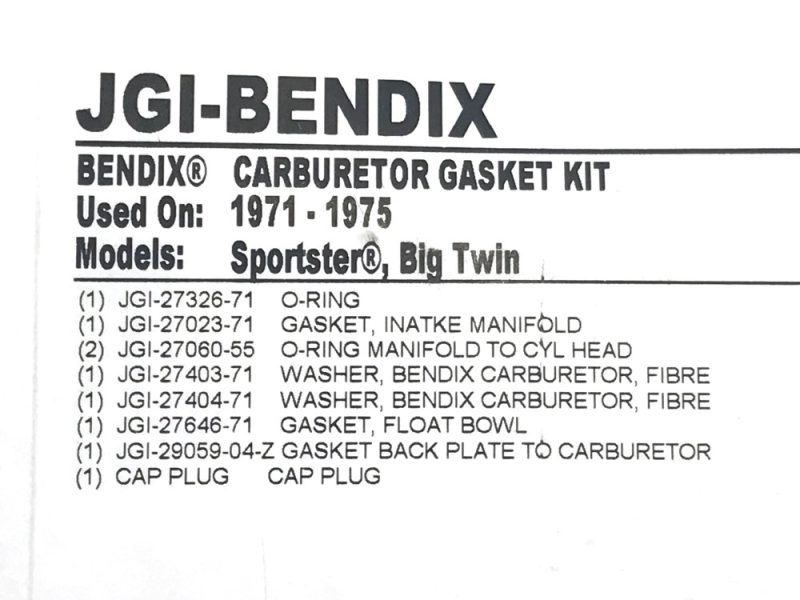 JGI-BENDIX
BENDIX® CARBURETOR GASKET KIT
Used On: 1971 - 1975
Models: Sportster®, Big Twin
(1) JGI-27326-71 O-RING
(1) JGI-27023-71 GASKET, INATKE MANIFOLD
(2) JGI-27060-55 O-RING MANIFOLD TO CYL HEAD
(1) JGI-27403-71 WASHER, BENDIX CARBURETOR, FIBRE
(1) JGI-27404-71 WASHER, BENDIX CARBURETOR, FIBRE
(1) JGI-27646-71 GASKET, FLOAT BOWL
(1) JGI-29059-04-Z GASKET BACK PLATE TO CARBURETOR
(1) CAP PLUG CAP PLUG